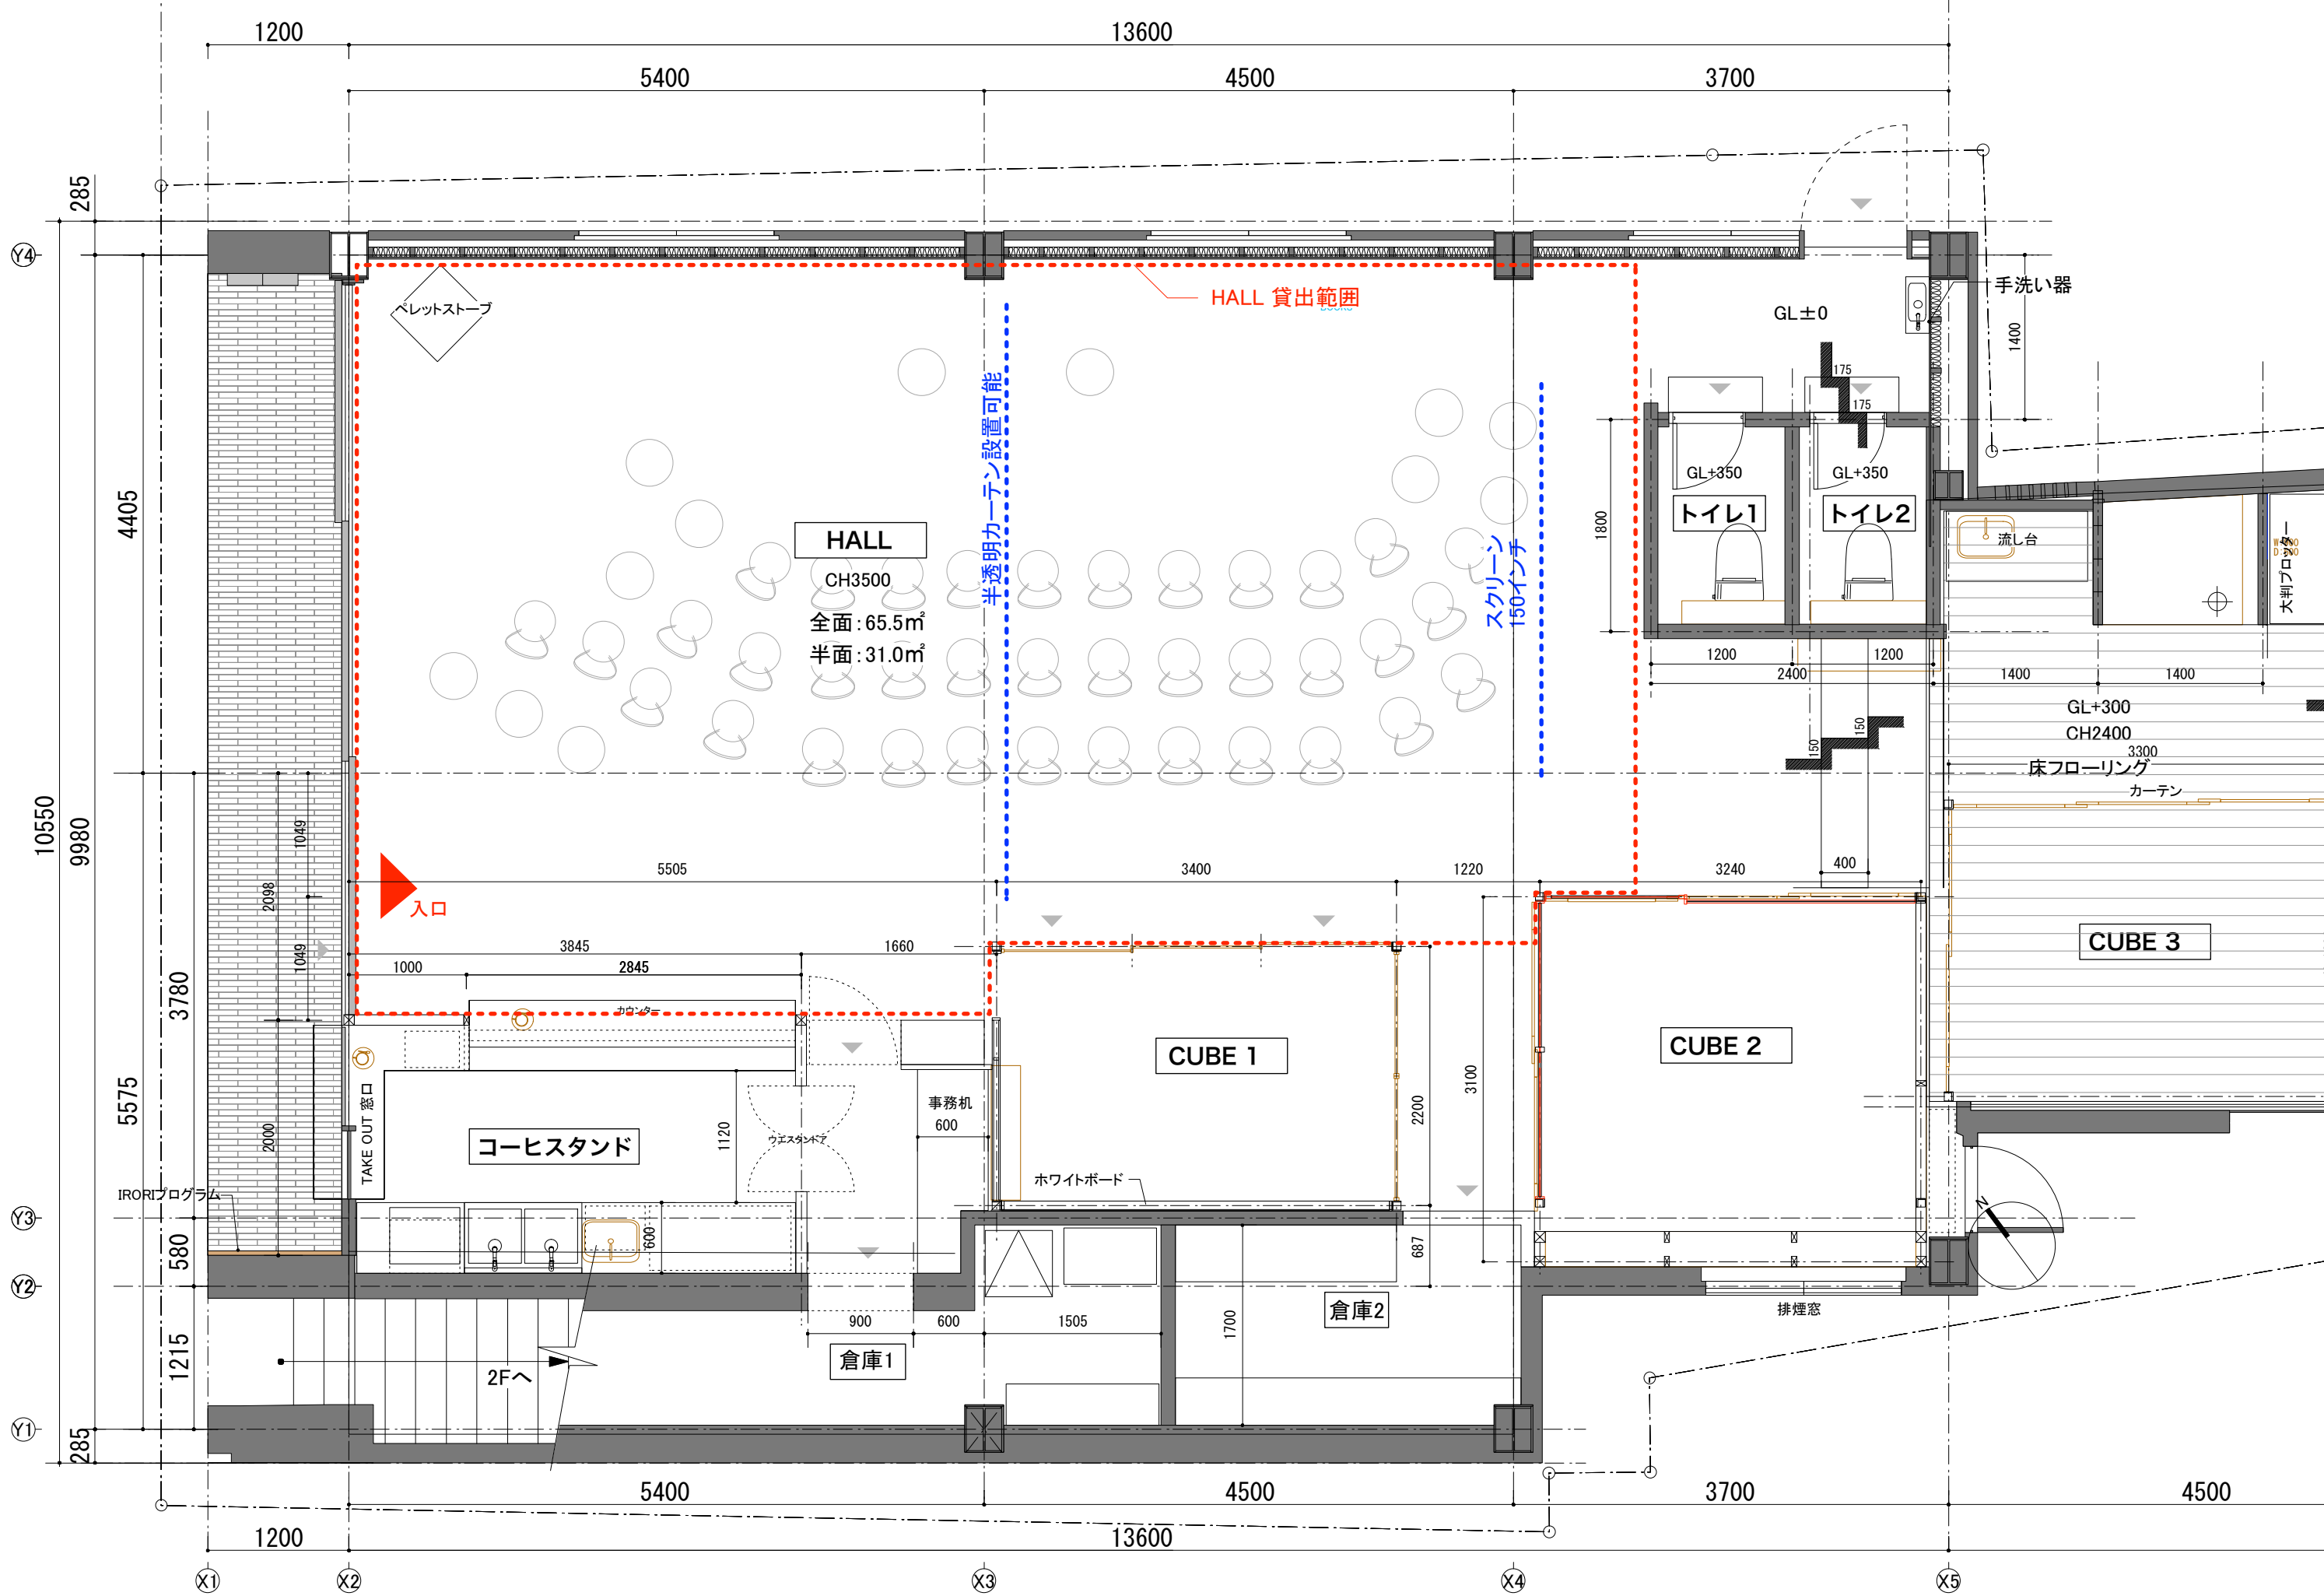 1200
13600
5400
4500
3700
285
Y4
ペレットストーブ
HALL 貸出範囲
GL±0
手洗い器
1400
175
175
半透明カーテン設置可能
4405
GL+350
GL+350
トイレ1
トイレ2
1800
流し台
大判プロッター
HALL
CH3500
全面:65.5㎡
半面:31.0㎡
スクリーン
150インチ
1200
1200
2400
1400
1400
GL+300
CH2400
3300
床フローリング
カーテン
150
150
10550
9980
1049
2098
1049
5505
3400
1220
3240
400
入口
3845
1660
1000
2845
3780
カウンター
CUBE 1
CUBE 2
CUBE 3
5575
2000
TAKE OUT 窓口
コーヒスタンド
1120
ウエスタンドア
事務机
600
2200
3100
ホワイトボード
IRORIプログラム
N
Y3
600
687
580
Y2
排煙窓
倉庫2
900
600
1505
1700
1215
倉庫1
2Fへ
Y1
285
5400
4500
3700
4500
1200
13600
X1
X2
X3
X4
X5